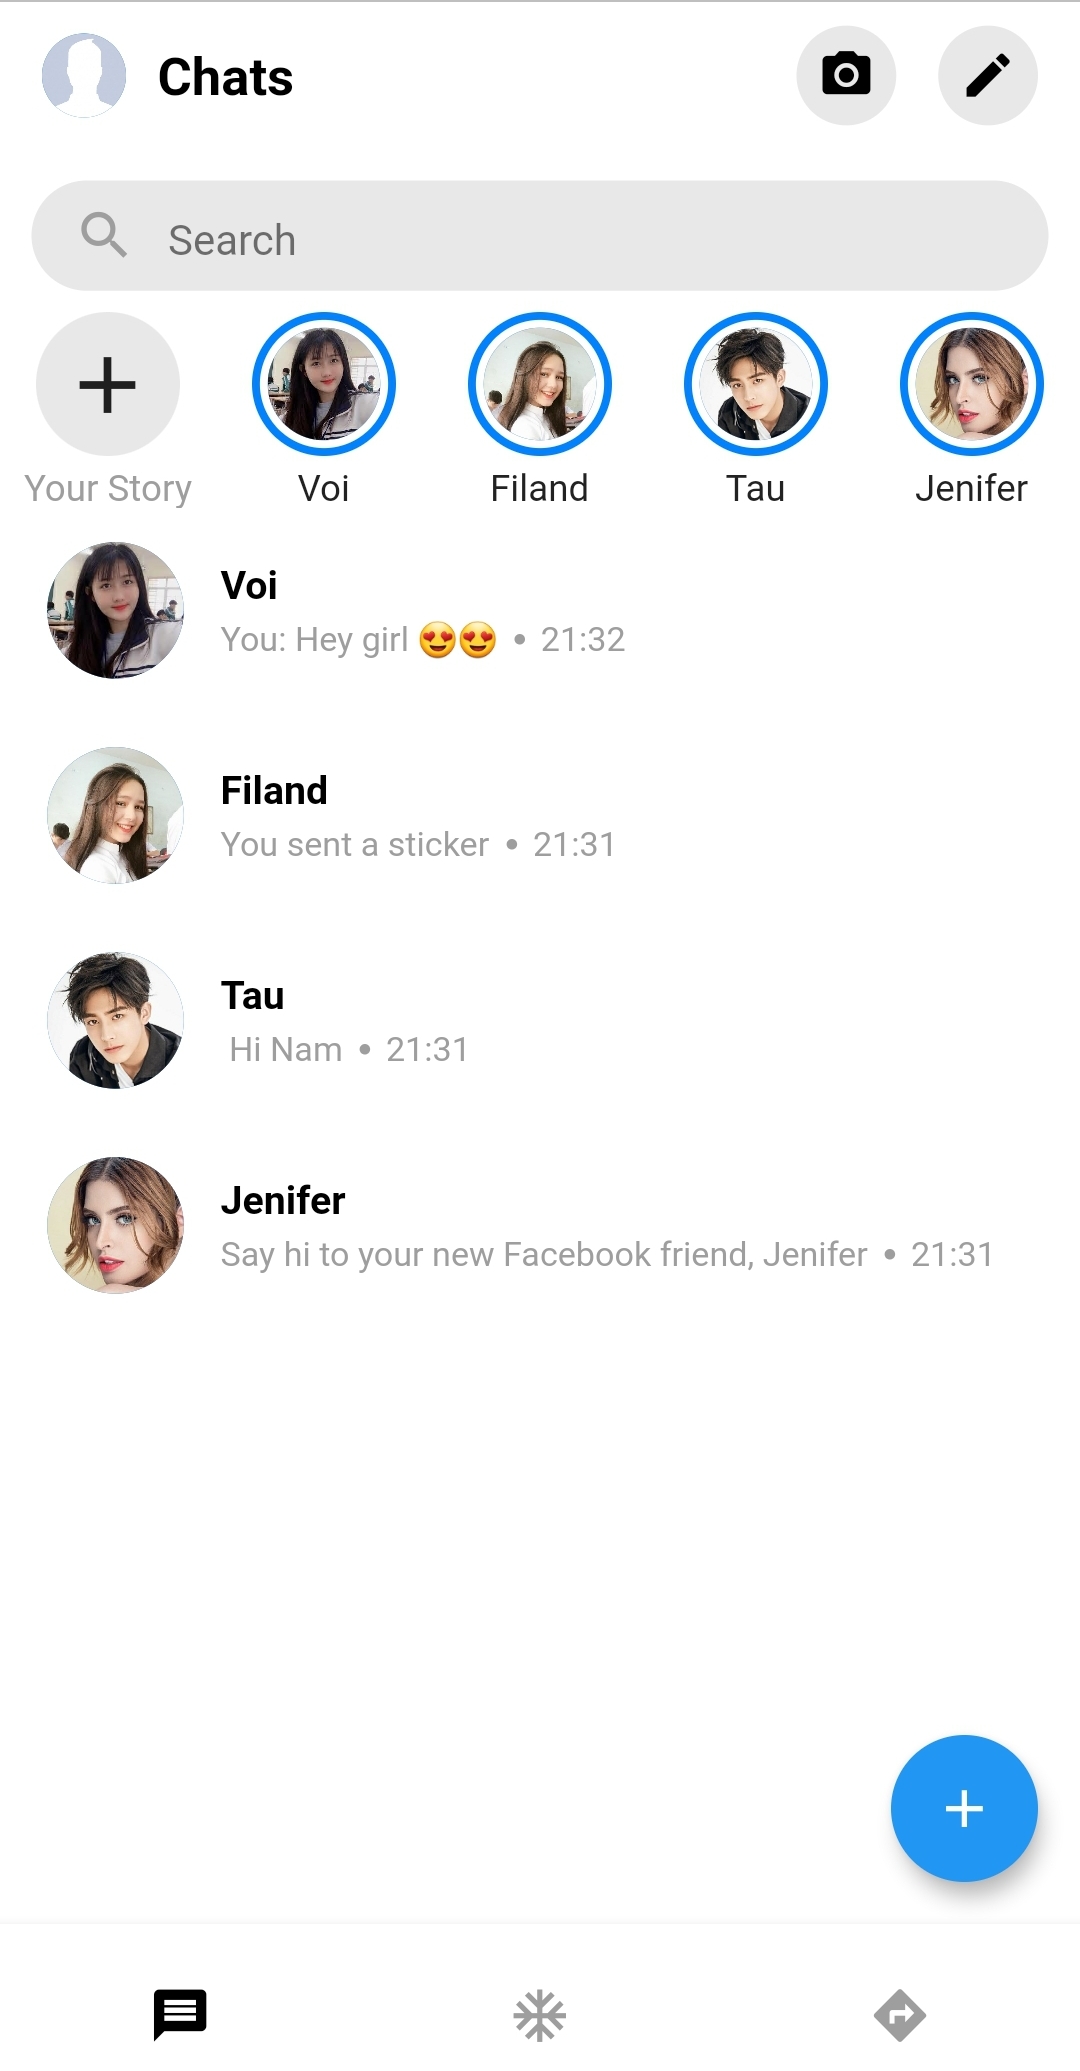 Chats
Search
Your Story
Voi
Filand
Tau
Jenifer
Voi
You: Hey girl 😍😍 • 21:32
Filand
You sent a sticker • 21:31
Tau
Hi Nam • 21:31
Jenifer
Say hi to your new Facebook friend, Jenifer • 21:31